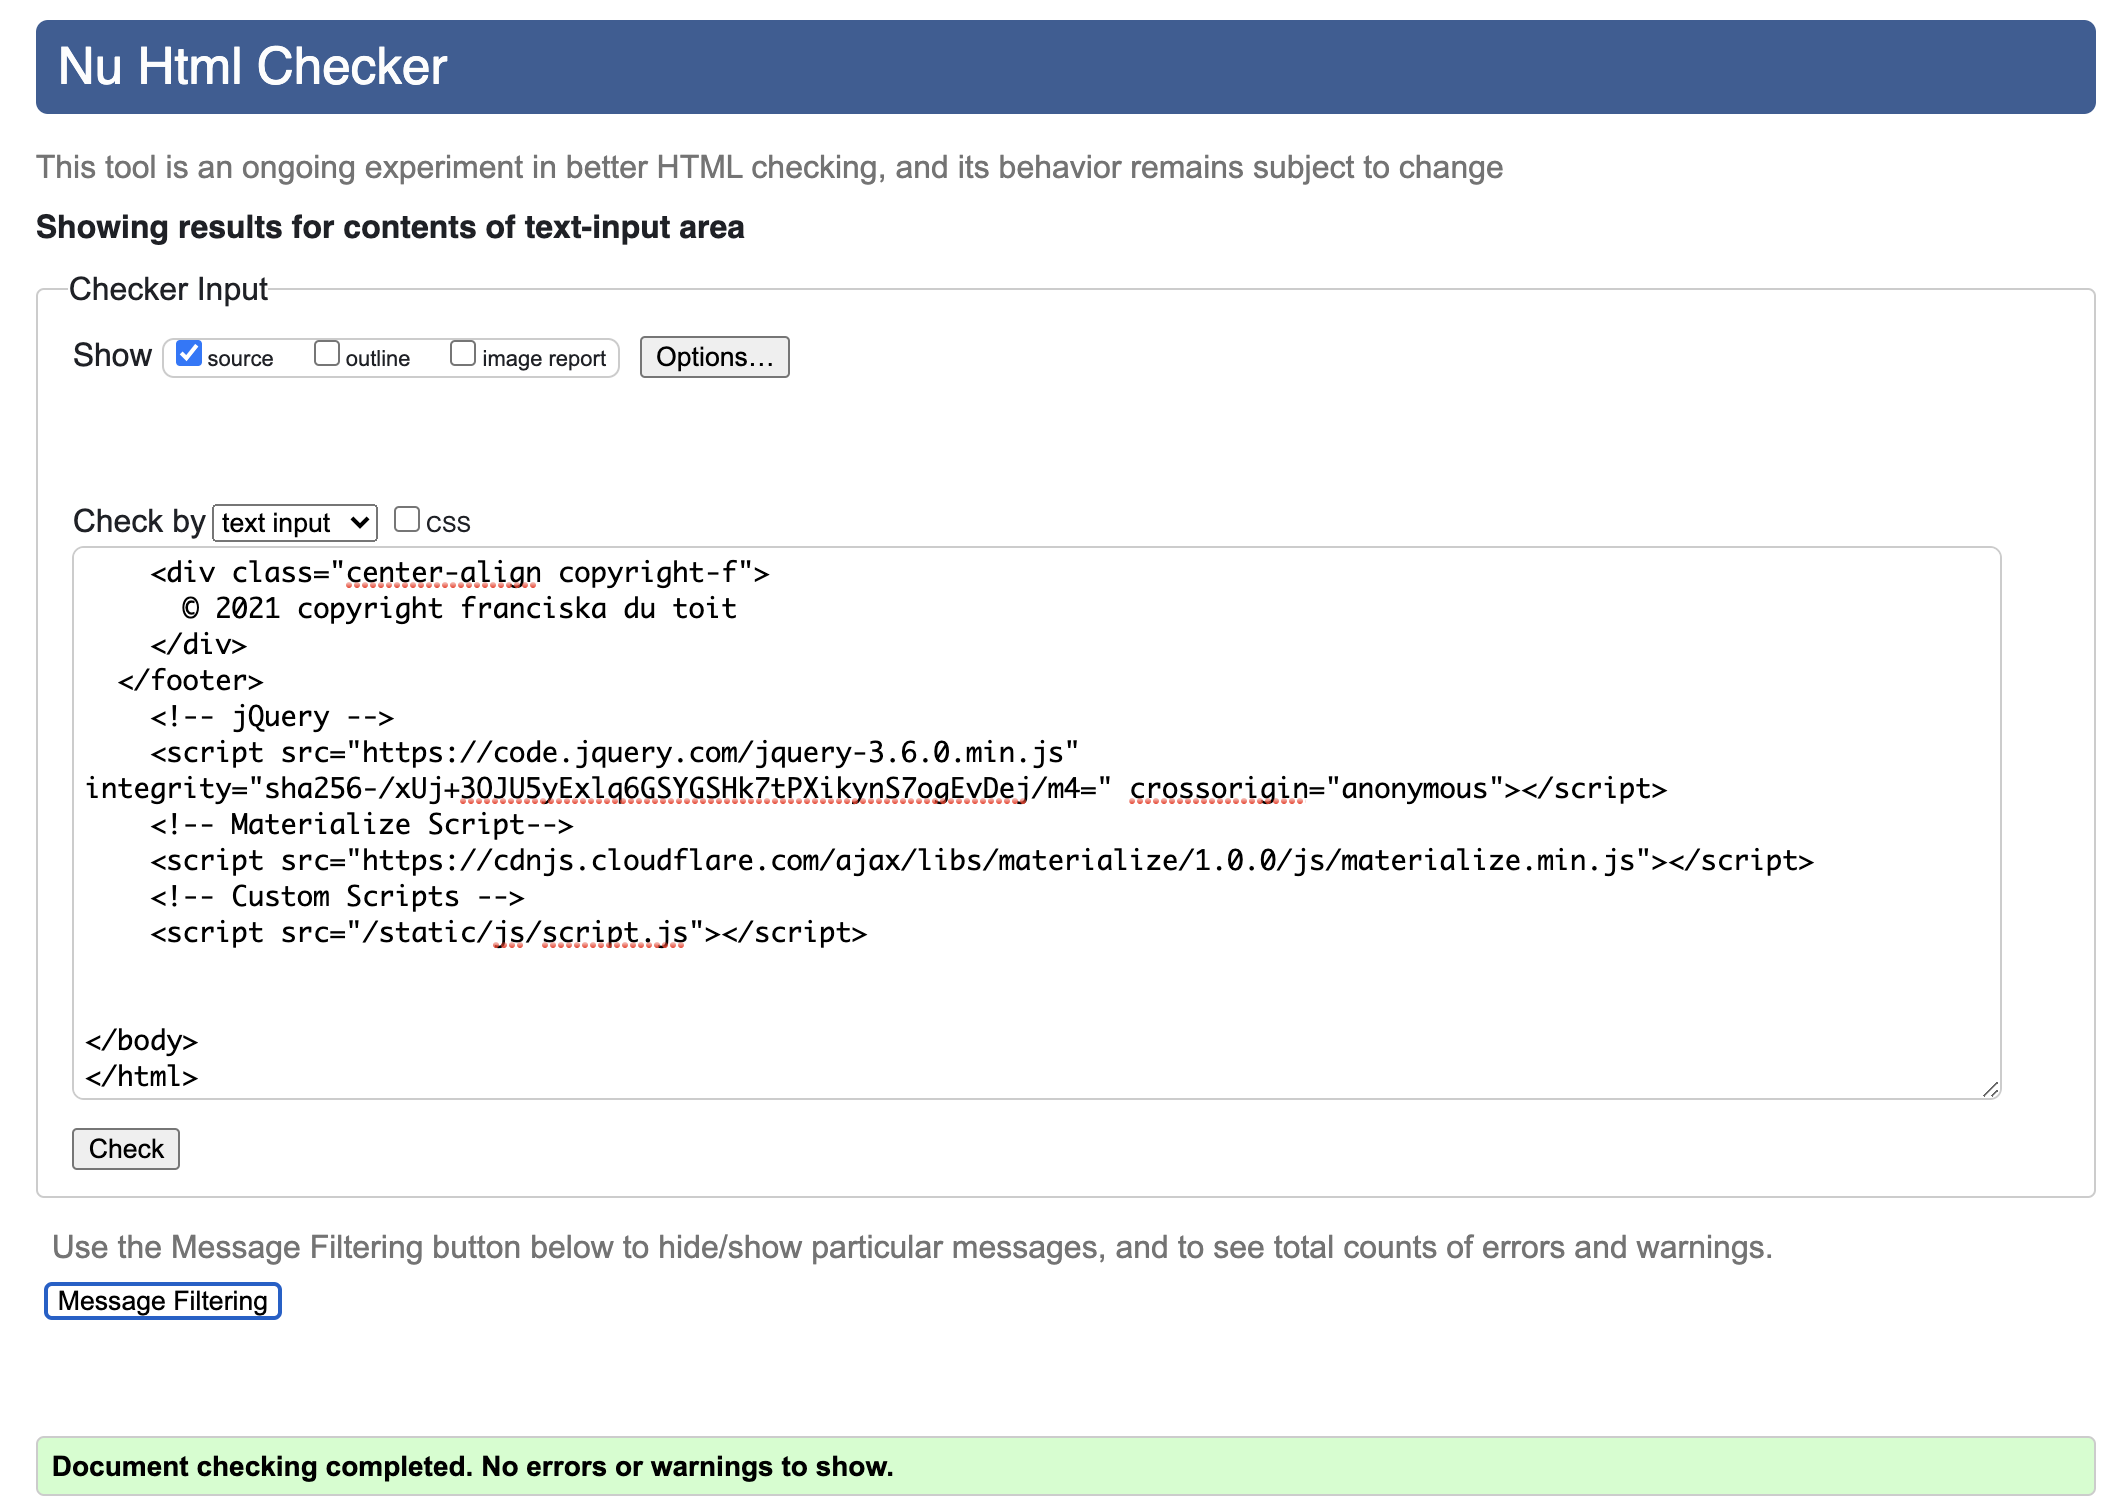 Nu Html Checker
This tool is an ongoing experiment in better HTML checking, and its behavior remains subject to change
Showing results for contents of text-input area
Checker Input
Show source outline image report Options...
Check by text input CSS
<div class="center-align copyright-f">
© 2021 copyright franciska du toit
</div>
</footer>
<!-- jQuery -->
<script src="https://code.jquery.com/jquery-3.6.0.min.js"
integrity="sha256-/xUj+3OJU5yExlq6GSYGSHk7tPXikynS7ogEvDej/m4=" crossorigin="anonymous"></script>
<!-- Materialize Script-->
<script src="https://cdnjs.cloudflare.com/ajax/libs/materialize/1.0.0/js/materialize.min.js"></script>
<!-- Custom Scripts -->
<script src="/static/js/script.js"></script>
</body>
</html>
Check
Use the Message Filtering button below to hide/show particular messages, and to see total counts of errors and warnings.
Message Filtering
Document checking completed. No errors or warnings to show.